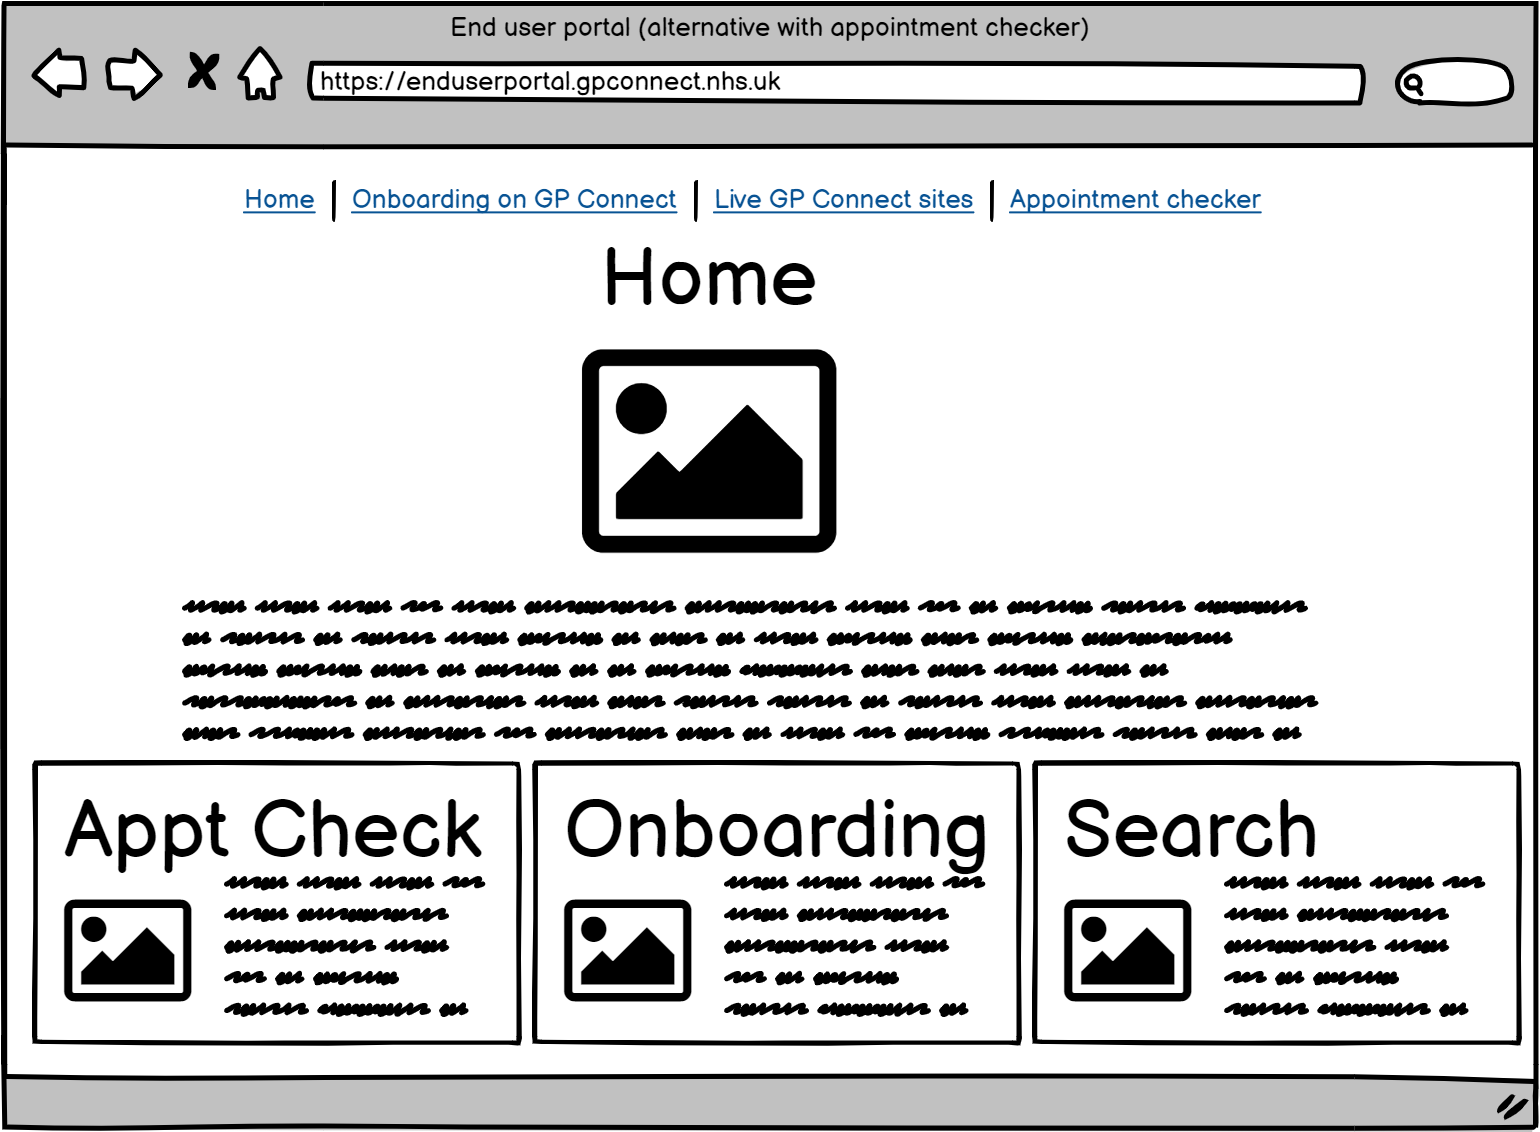 End user portal (alternative with appointment checker)
https://enduserportal.gpconnect.nhs.uk
Home Onboarding on GP Connect Live GP Connect sites Appointment checker
Home
Appt Check Onboarding Search